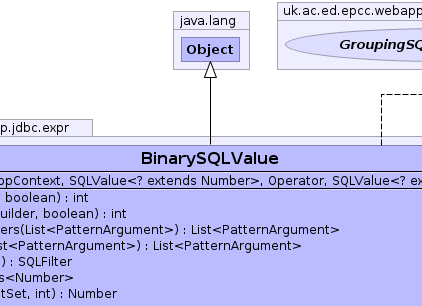 java.lang
Object
uk.ac.ed.epcc.webapp
GroupingSQ
p.jdbc.expr
BinarySQLValue
ppContext, SQLValue<? extends Number>, Operator, SQLValue<? ex
boolean) : int
uilder, boolean) : int
ers(List<PatternArgument>) : List<PatternArgument>
st<PatternArgument>) : List<PatternArgument>
) : SQLFilter
s<Number>
tSet, int) : Number